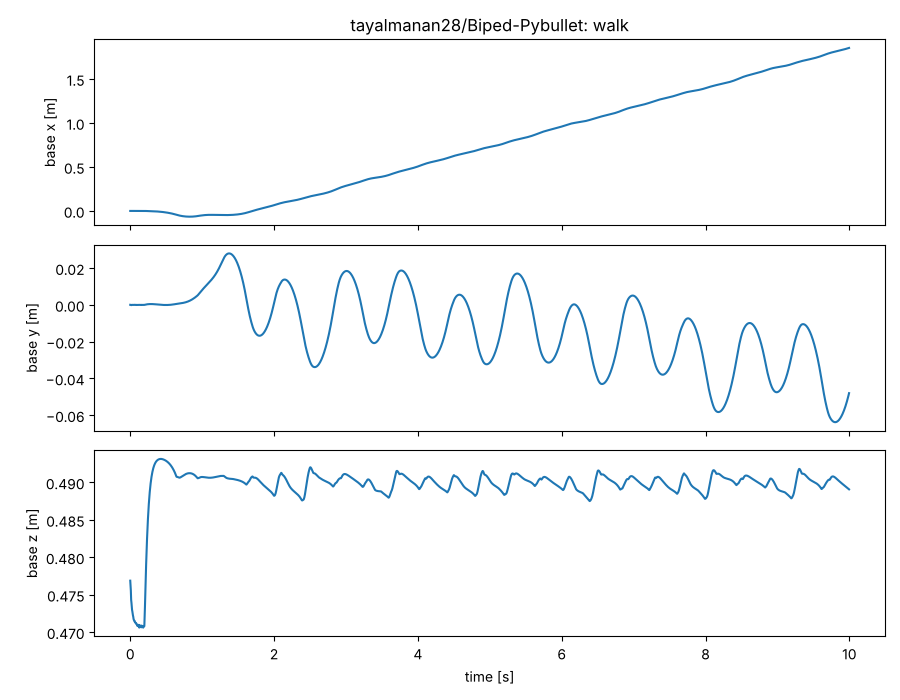 tayalmanan28/Biped-Pybullet: walk
1.5
1.0
0.5
0.0
base x [m]
0.02
0.00
−0.02
−0.04
−0.06
base y [m]
0.490
0.485
0.480
0.475
0.470
base z [m]
0 2 4 6 8 10
time [s]